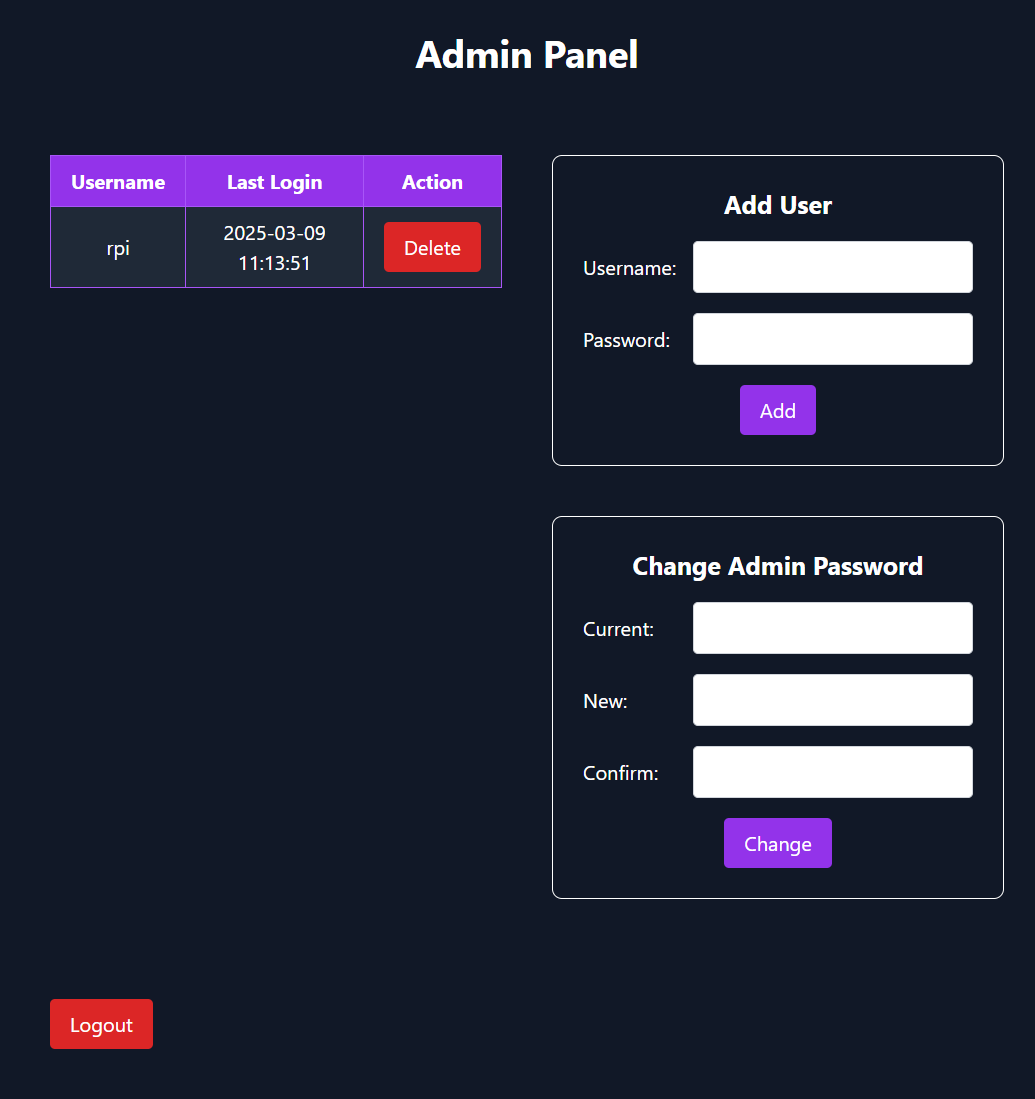 Admin Panel
Username Last Login Action
rpi 2025-03-09 11:13:51 Delete
Add User
Username:
Password:
Add
Change Admin Password
Current:
New:
Confirm:
Change
Logout